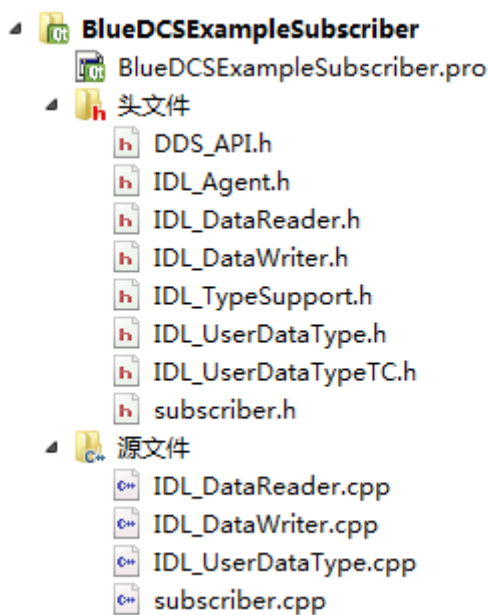 BlueDCSExampleSubscriber
BlueDCSExampleSubscriber.pro
头文件
DDS_API.h
IDL_Agent.h
IDL_DataReader.h
IDL_DataWriter.h
IDL_TypeSupport.h
IDL_UserDataType.h
IDL_UserDataTypeTC.h
subscriber.h
源文件
IDL_DataReader.cpp
IDL_DataWriter.cpp
IDL_UserDataType.cpp
subscriber.cpp